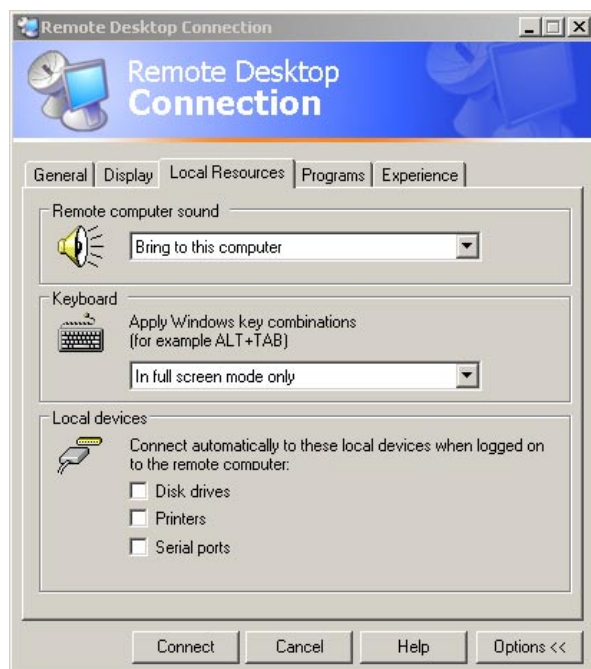 Remote Desktop Connection
Remote Desktop
Connection
General Display Local Resources Programs Experience
Remote computer sound
Bring to this computer
Keyboard
Apply Windows key combinations
(for example ALT+TAB)
In full screen mode only
Local devices
Connect automatically to these local devices when logged on
to the remote computer:
Disk drives
Printers
Serial ports
Connect Cancel Help Options <<